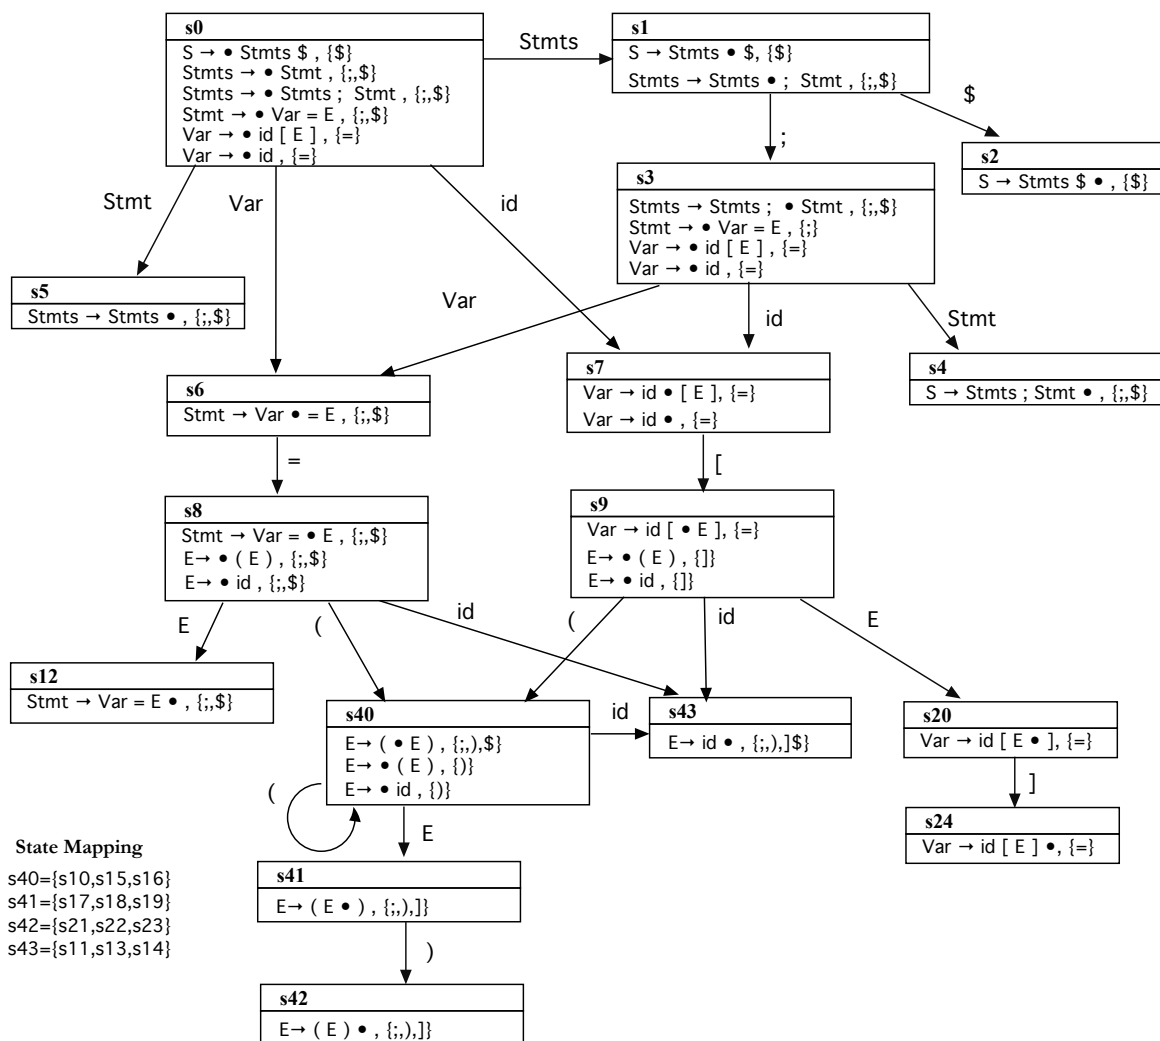 s0
S → • Stmts $ , {$}
Stmts → • Stmt , {;,$}
Stmts → • Stmts ;  Stmt , {;,$}
Stmt → • Var = E , {;,$}
Var → • id [ E ] , {=}
Var → • id , {=}
Stmts
s1
S → Stmts • $, {$}
Stmts → Stmts • ;  Stmt , {;,$}
$
;
s2
S → Stmts $ • , {$}
s3
Stmts → Stmts ;  • Stmt , {;,$}
Stmt → • Var = E , {;}
Var → • id [ E ] , {=}
Var → • id , {=}
Stmt
Var
id
s5
Stmts → Stmts • , {;,$}
Var
id
Stmt
s6
Stmt → Var • = E , {;,$}
s7
Var → id • [ E ], {=}
Var → id • , {=}
s4
S → Stmts ; Stmt • , {;,$}
=
[
s8
Stmt → Var = • E , {;,$}
E→ • ( E ) , {;,$}
E→ • id , {;,$}
s9
Var → id [ • E ], {=}
E→ • ( E ) , {]}
E→ • id , {]}
E
(
id
(
id
E
s12
Stmt → Var = E • , {;,$}
s40
E→ ( • E ) , {;,),$}
E→ • ( E ) , {)}
E→ • id , {)}
id
s43
E→ id • , {;,),]$}
s20
Var → id [ E • ], {=}
(
E
]
s24
Var → id [ E ] •, {=}
State Mapping
s40={s10,s15,s16}
s41={s17,s18,s19}
s42={s21,s22,s23}
s43={s11,s13,s14}
s41
E→ ( E • ) , {;,),]}
)
s42
E→ ( E ) • , {;,),]}